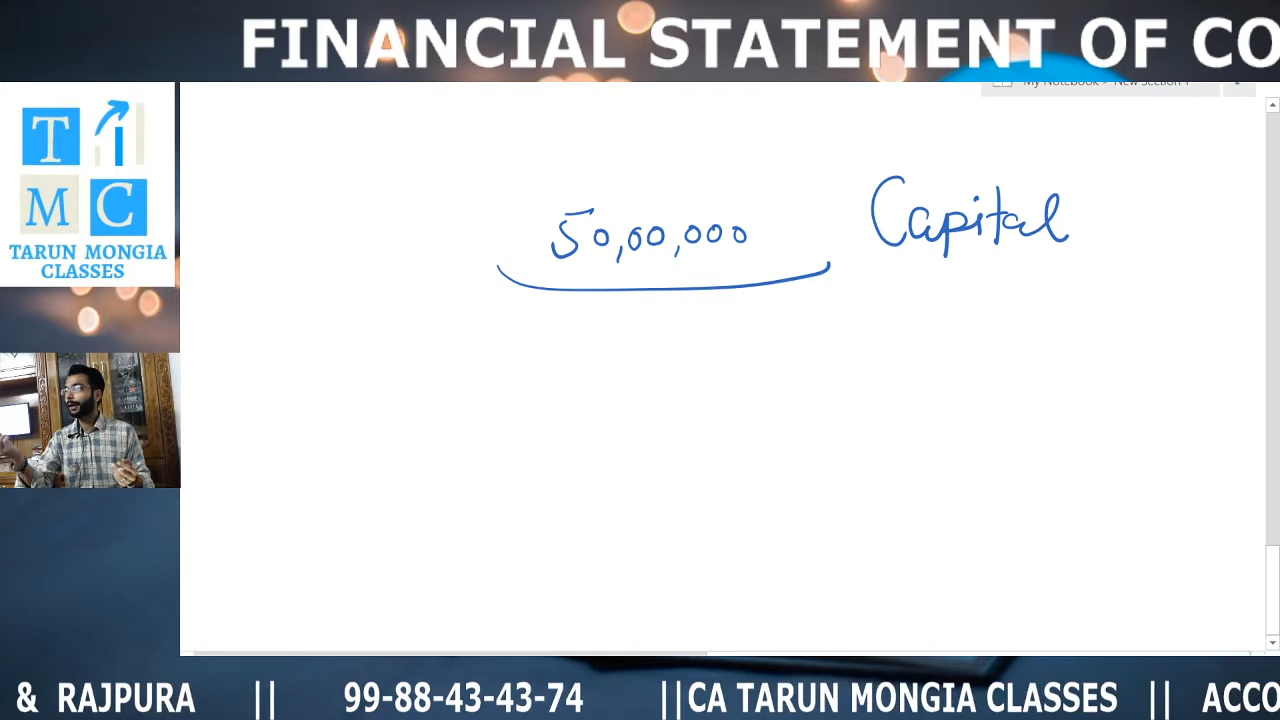 FINANCIAL STATEMENT OF CO
T
M C
TARUN MONGIA
CLASSES
50,00,000 Capital
& RAJPURA || 99-88-43-43-74 ||CA TARUN MONGIA CLASSES || ACCO